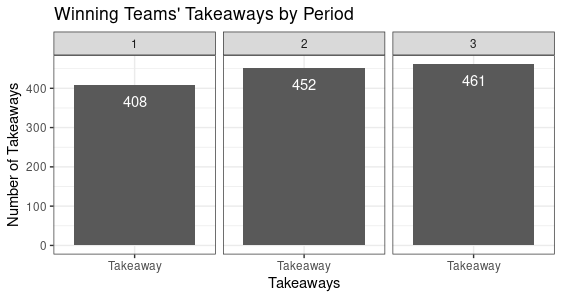 Winning Teams' Takeaways by Period
1 2 3
Number of Takeaways
400
300
200
100
0
408 452 461
Takeaway Takeaway Takeaway
Takeaways